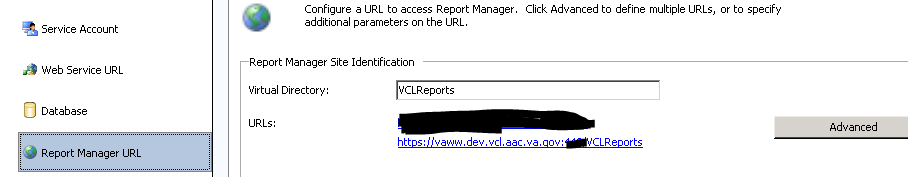 Configure a URL to access Report Manager. Click Advanced to define multiple URLs, or to specify
additional parameters on the URL.
Service Account
Report Manager Site Identification
Web Service URL
Virtual Directory: VCLReports
Database
URLs:
Advanced
https://vaww.dev.vcl.aac.va.gov: VCLReports
Report Manager URL